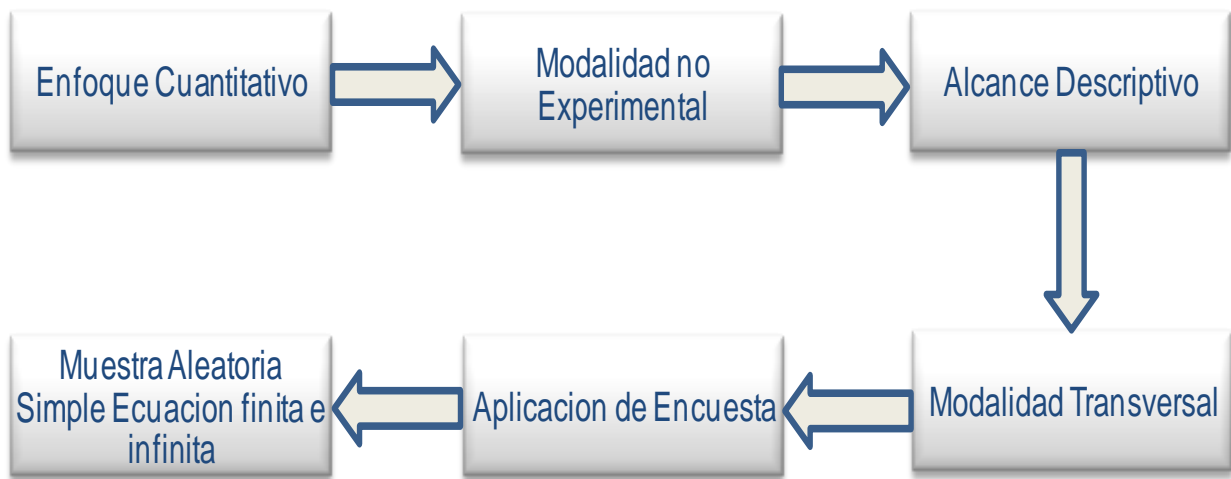 Enfoque Cuantitativo
Modalidad no
Experimental
Alcance Descriptivo
Modalidad Transversal
Aplicacion de Encuesta
Muestra Aleatoria
Simple Ecuacion finita e
infinita